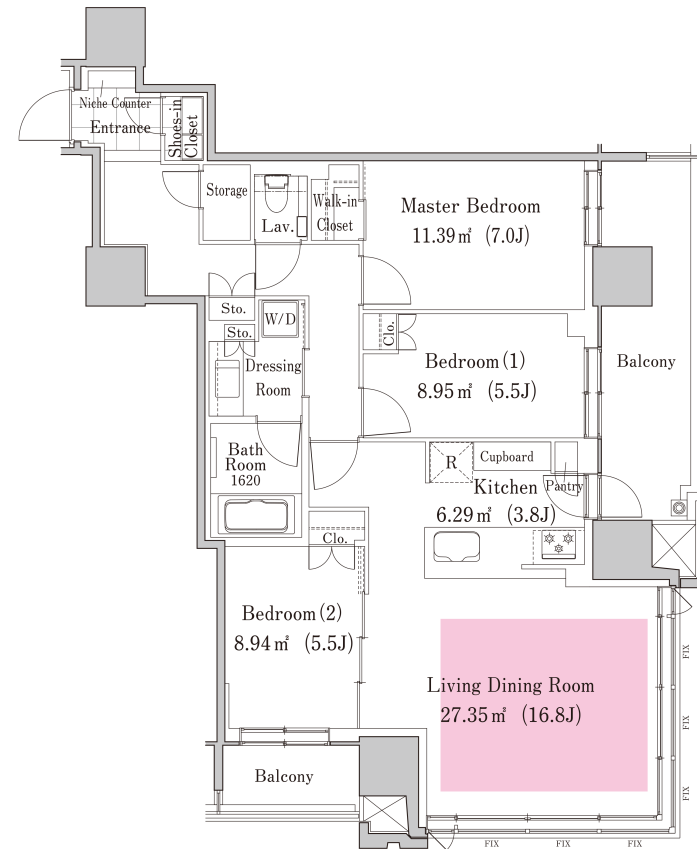 Niche Counter
Entrance
Shoes-in
Closet
Storage
Lav.
Walk-in
Closet
Master Bedroom
11.39㎡ (7.0J)
Sto.
W/D
Sto.
Clo.
Bedroom(1)
8.95㎡ (5.5J)
Balcony
Dressing
Room
Bath
Room
1620
R
Cupboard
Kitchen
Pantry
6.29㎡ (3.8J)
Clo.
Bedroom(2)
8.94㎡ (5.5J)
Living Dining Room
27.35㎡ (16.8J)
FIX
FIX
FIX
Balcony
FIX
FIX
FIX